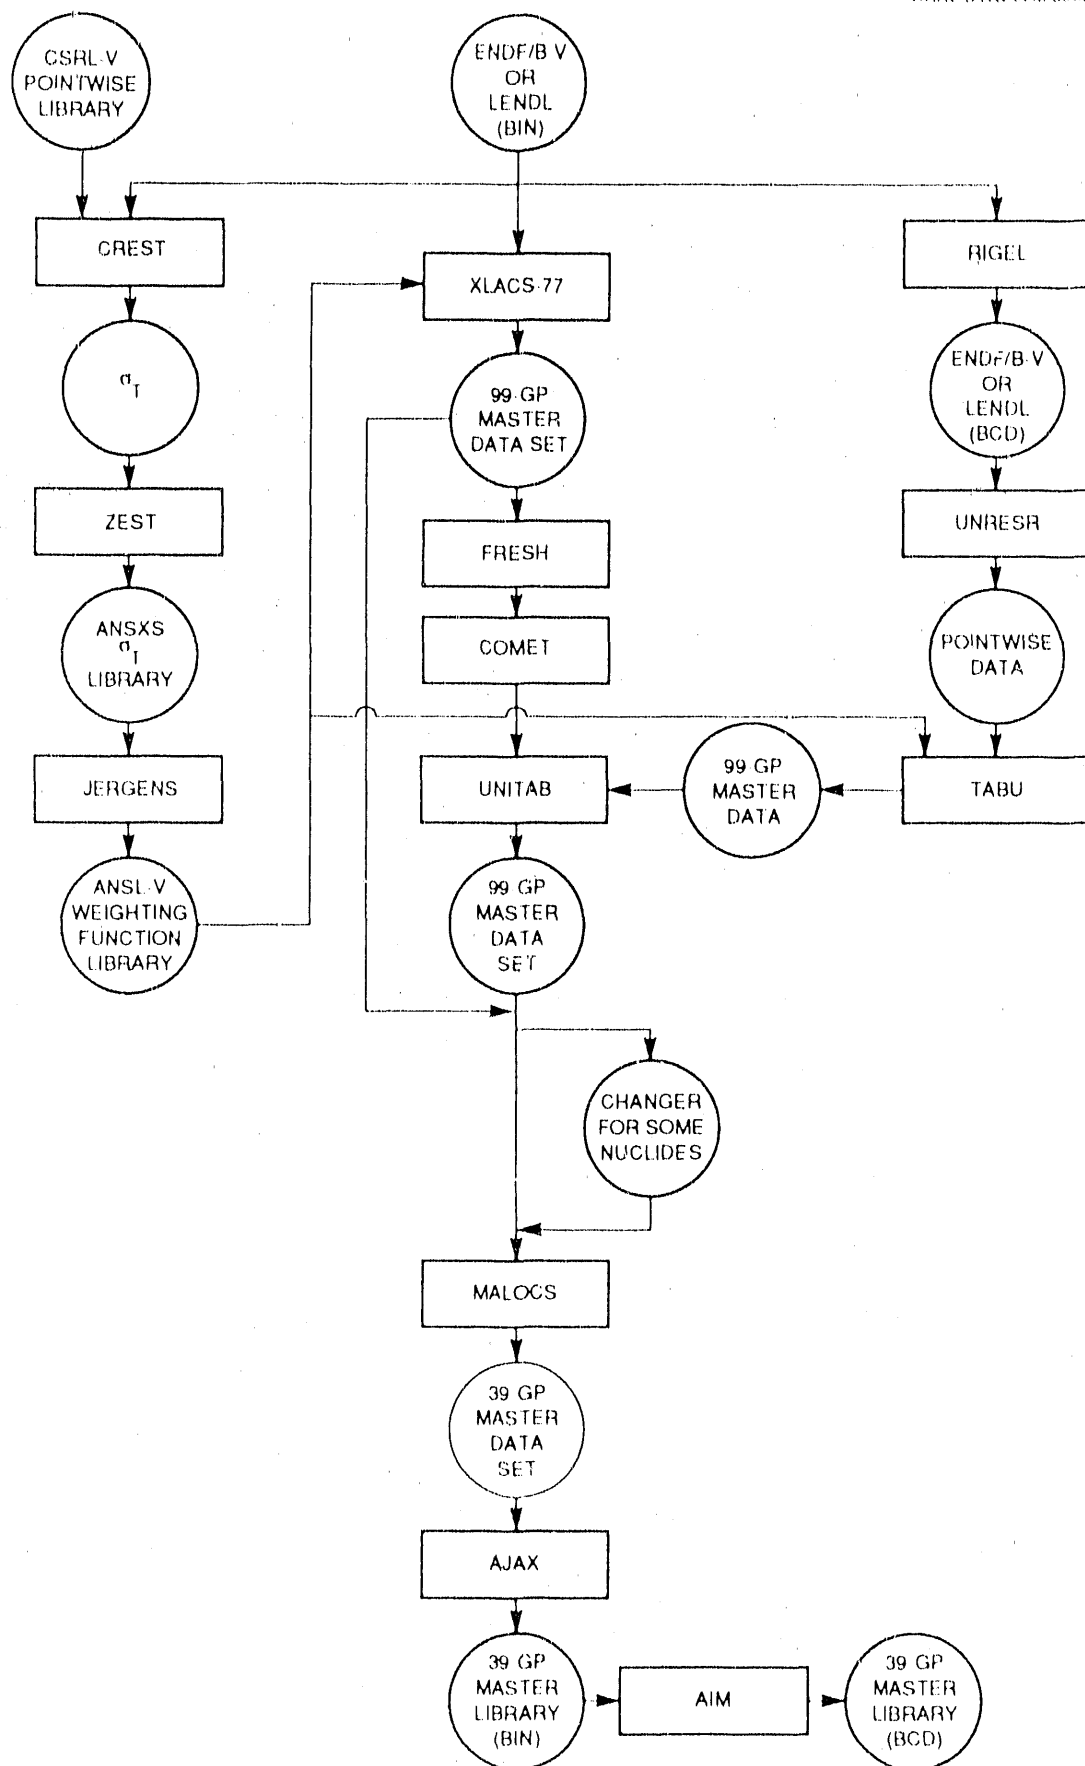 CSRL-V
POINTWISE
LIBRARY
ENDF/B-V
OR
LENDL
(BIN)
CREST
XLACS-77
RIGEL
σT
99-GP
MASTER
DATA SET
ENDF/B-V
OR
LENDL
(BCD)
ZEST
FRESH
UNRESR
ANSXS
σT
LIBRARY
COMET
POINTWISE
DATA
JERGENS
UNITAB
99-GP
MASTER
DATA
TABU
ANSL-V
WEIGHTING
FUNCTION
LIBRARY
99-GP
MASTER
DATA
SET
CHANGER
FOR SOME
NUCLIDES
MALOCS
39-GP
MASTER
DATA
SET
AJAX
39-GP
MASTER
LIBRARY
(BIN)
AIM
39-GP
MASTER
LIBRARY
(BCD)